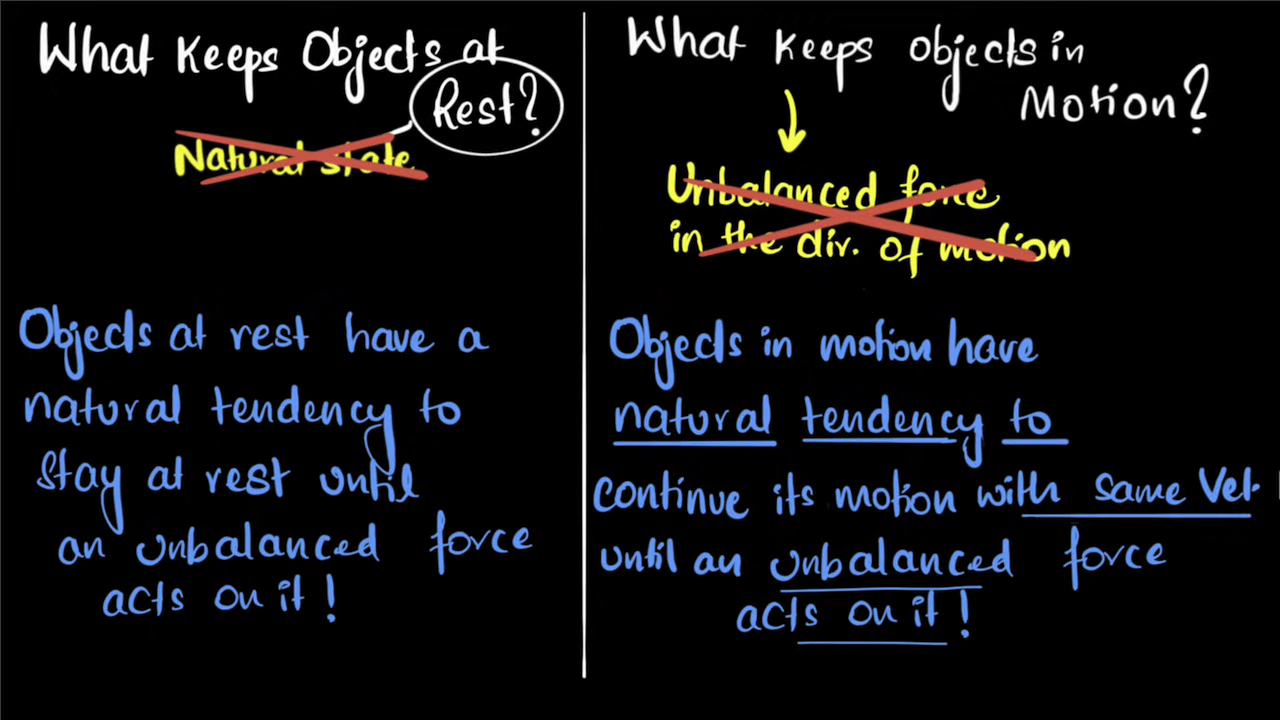 What Keeps Objects at
Rest?
Natural state
Objects at rest have a
natural tendency to
stay at rest until
an unbalanced force
acts on it!
What keeps objects in
Motion?
Unbalanced force
in the dir. of motion
Objects in motion have
natural tendency to
continue its motion with same Vel.
until an unbalanced force
acts on it!